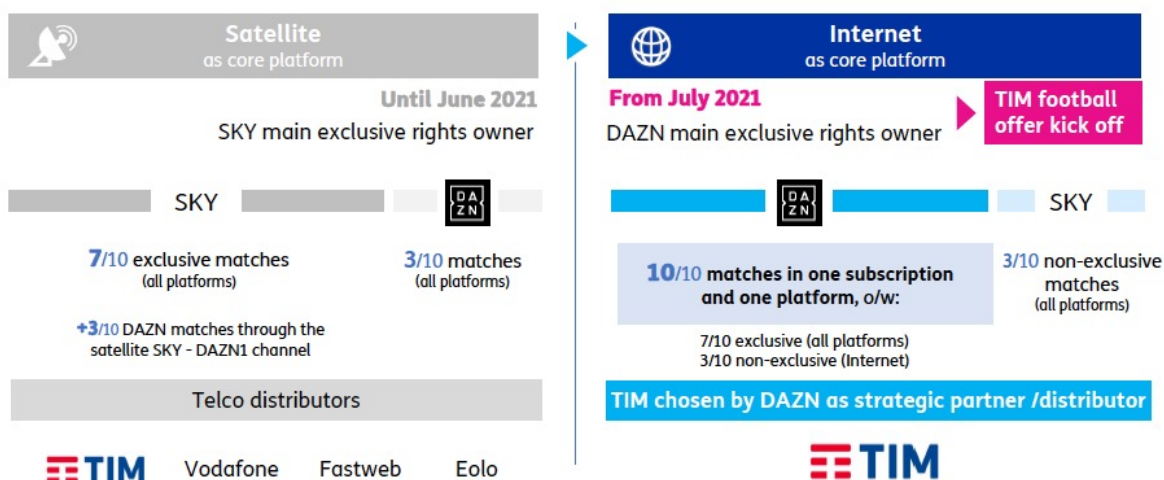 Satellite
as core platform
Until June 2021
SKY main exclusive rights owner
SKY
DA
ZN
7/10 exclusive matches
(all platforms)
3/10 matches
(all platforms)
+3/10 DAZN matches through the
satellite SKY - DAZN1 channel
Telco distributors
TIM Vodafone Fastweb Eolo
Internet
as core platform
From July 2021
DAZN main exclusive rights owner
TIM football
offer kick off
DA
ZN
SKY
10/10 matches in one subscription
and one platform, o/w:
7/10 exclusive (all platforms)
3/10 non-exclusive (Internet)
3/10 non-exclusive
matches
(all platforms)
TIM chosen by DAZN as strategic partner /distributor
TIM